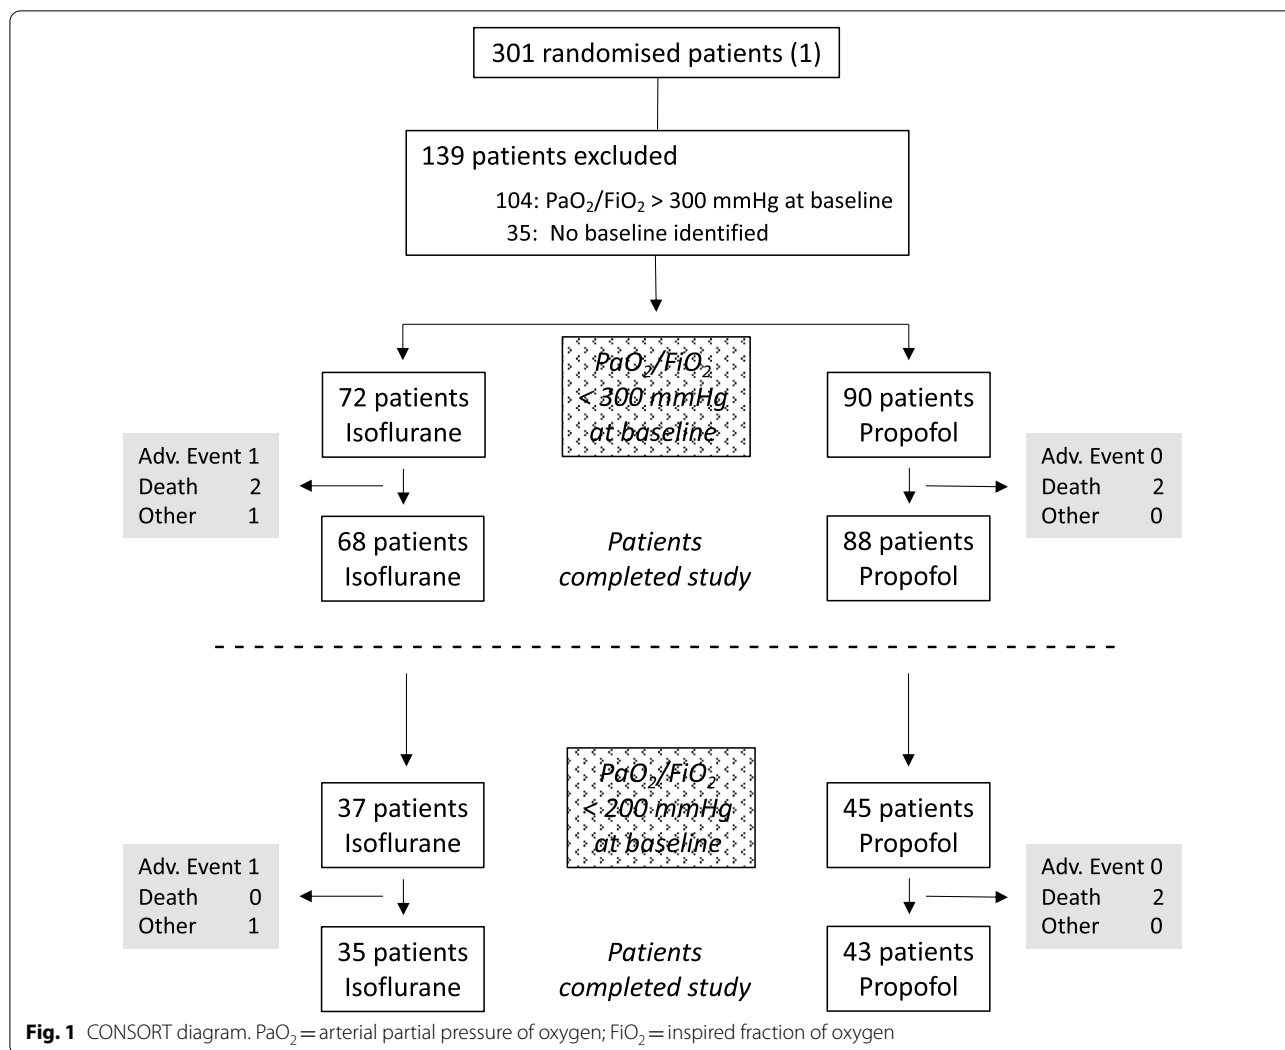 301 randomised patients (1)
139 patients excluded
104: PaO₂/FiO₂ > 300 mmHg at baseline
35: No baseline identified
PaO₂/FiO₂
< 300 mmHg
at baseline
72 patients
Isoflurane
90 patients
Propofol
Adv. Event 1
Death 2
Other 1
Adv. Event 0
Death 2
Other 0
68 patients
Isoflurane
Patients
completed study
88 patients
Propofol
PaO₂/FiO₂
< 200 mmHg
at baseline
37 patients
Isoflurane
45 patients
Propofol
Adv. Event 1
Death 0
Other 1
Adv. Event 0
Death 2
Other 0
35 patients
Isoflurane
Patients
completed study
43 patients
Propofol
Fig. 1 CONSORT diagram. PaO₂ = arterial partial pressure of oxygen; FiO₂ = inspired fraction of oxygen